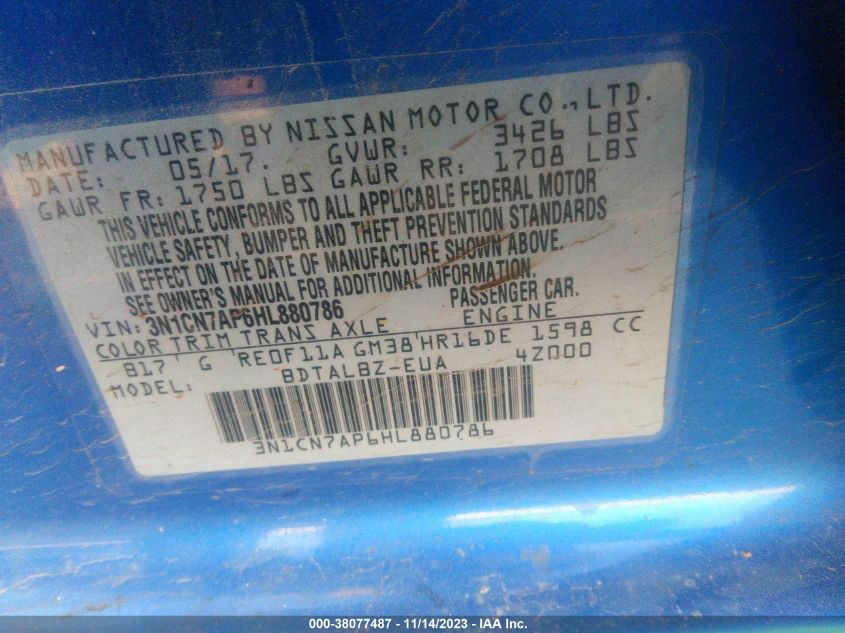 MANUFACTURED BY NISSAN MOTOR CO.,LTD.
DATE: 05/17. GVWR: 3426 LBS
GAWR FR: 1750 LBS GAWR RR: 1708 LBS
THIS VEHICLE CONFORMS TO ALL APPLICABLE FEDERAL MOTOR
VEHICLE SAFETY, BUMPER AND THEFT PREVENTION STANDARDS
IN EFFECT ON THE DATE OF MANUFACTURE SHOWN ABOVE.
SEE OWNER'S MANUAL FOR ADDITIONAL INFORMATION.
VIN: 3N1CN7AP6HL880786 PASSENGER CAR.
COLOR TRIM TRANS AXLE ENGINE
B17 G RE0F11A GM38 HR16DE 1598 CC
MODEL: BDTALBZ-EUA 4Z000
3N1CN7AP6HL880786
000-38077487 - 11/14/2023 - IAA Inc.